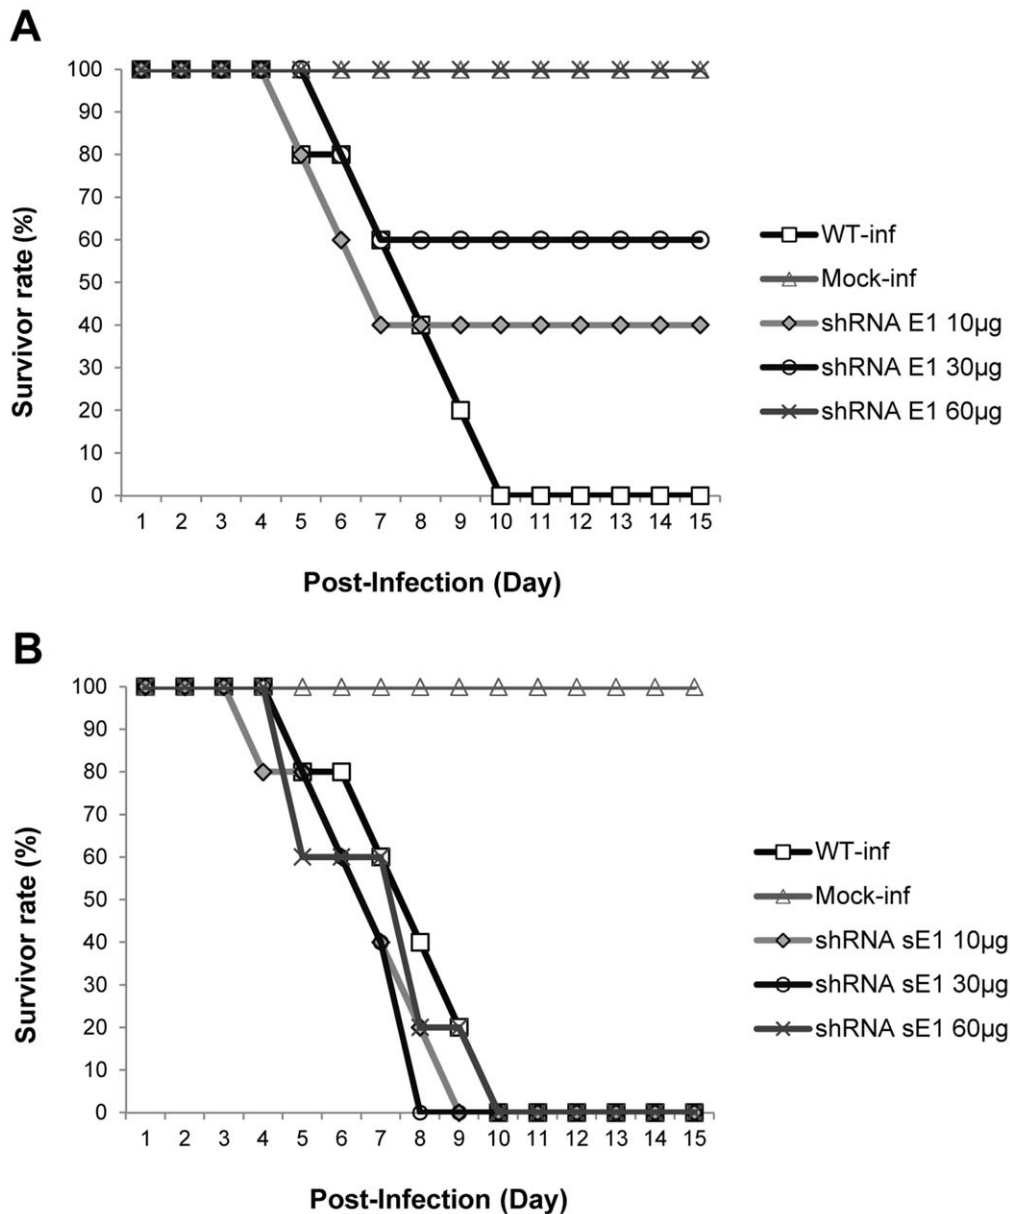 A
100
90
80
70
60
50
40
30
20
10
0
Survivor rate (%)
1 2 3 4 5 6 7 8 9 10 11 12 13 14 15
Post-Infection (Day)
WT-inf
Mock-inf
shRNA E1 10µg
shRNA E1 30µg
shRNA E1 60µg
B
100
90
80
70
60
50
40
30
20
10
0
Survivor rate (%)
1 2 3 4 5 6 7 8 9 10 11 12 13 14 15
Post-Infection (Day)
WT-inf
Mock-inf
shRNA sE1 10µg
shRNA sE1 30µg
shRNA sE1 60µg